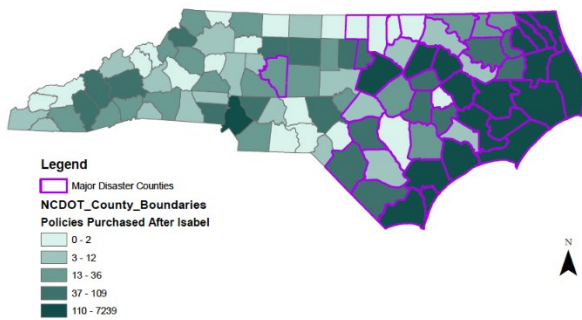 Legend
Major Disaster Counties
NCDOT_County_Boundaries
Policies Purchased After Isabel
0 - 2
3 - 12
13 - 36
37 - 109
110 - 7239
N